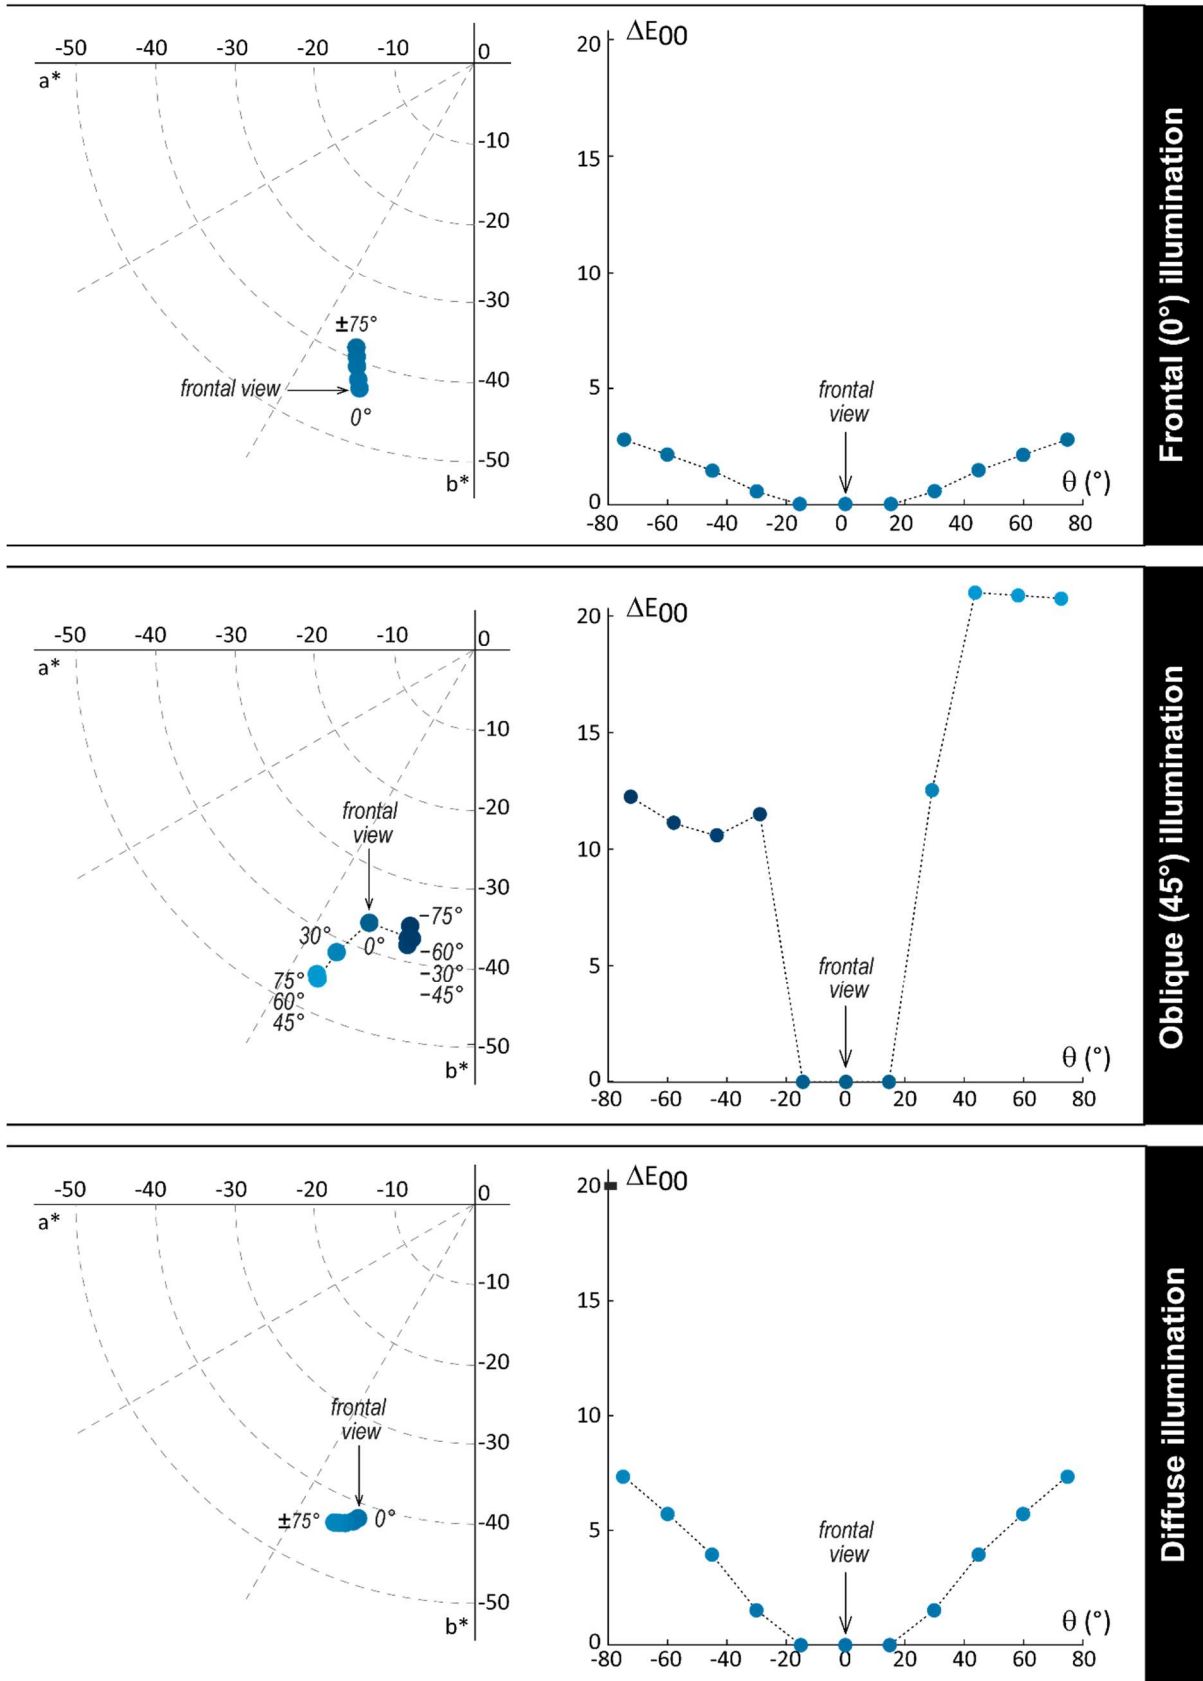 -50 -40 -30 -20 -10 0
a*
-10
-20
-30
-40
-50
b*
±75°
frontal view
0°
ΔE00
20
15
10
5
0
frontal
view
θ (°)
-80 -60 -40 -20 0 20 40 60 80
Frontal (0°) illumination
-50 -40 -30 -20 -10 0
a*
-10
-20
-30
-40
-50
b*
frontal
view
30°
0°
−75°
−60°
−30°
−45°
75°
60°
45°
ΔE00
20
15
10
5
0
frontal
view
θ (°)
-80 -60 -40 -20 0 20 40 60 80
Oblique (45°) illumination
-50 -40 -30 -20 -10 0
a*
-10
-20
-30
-40
-50
b*
frontal
view
±75°
0°
ΔE00
20
15
10
5
0
frontal
view
θ (°)
-80 -60 -40 -20 0 20 40 60 80
Diffuse illumination